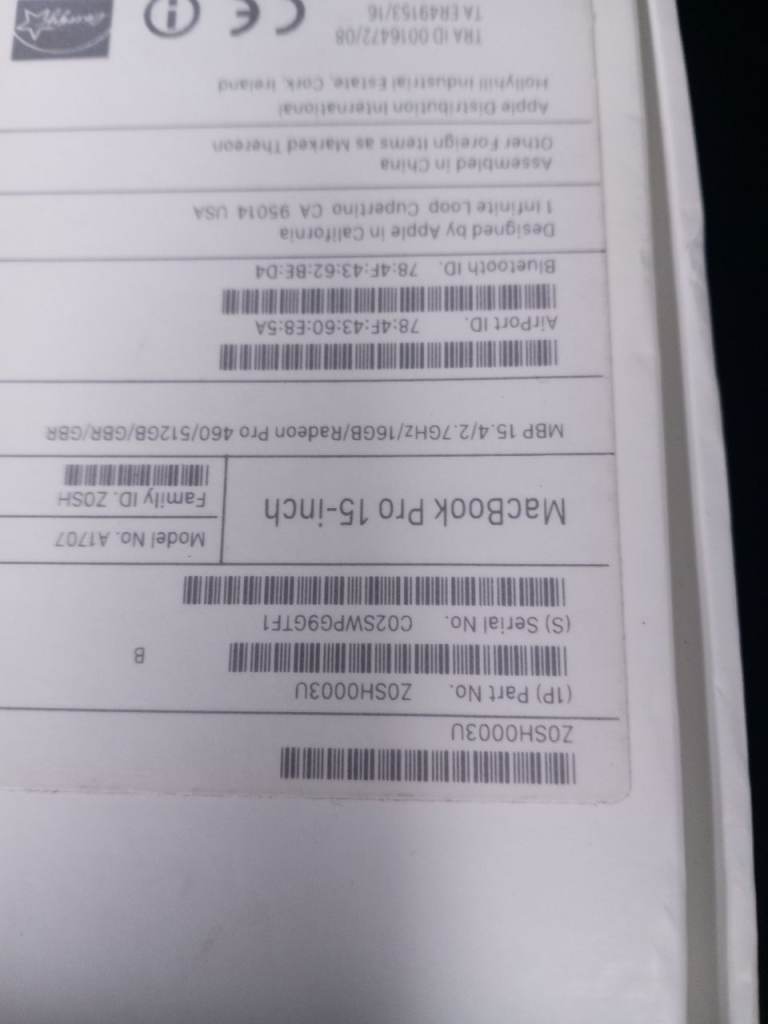 Z0SH0003U
(1P) Part No. Z0SH0003U
B
(S) Serial No. C02SWPG9GTF1
MacBook Pro 15-inch
Model No. A1707
Family ID. Z0SH
MBP 15.4/2.7GHz/16GB/Radeon Pro 460/512GB/GBR/GBR
AirPort ID. 78:4F:43:60:E8:5A
Bluetooth ID. 78:4F:43:62:BE:D4
Designed by Apple in California
1 Infinite Loop Cupertino CA 95014 USA
Assembled in China
Other Foreign Items as Marked Thereon
Apple Distribution International
Hollyhill Industrial Estate, Cork, Ireland
TRA ID 0016472/08
TA ER49153/16
CE
energy